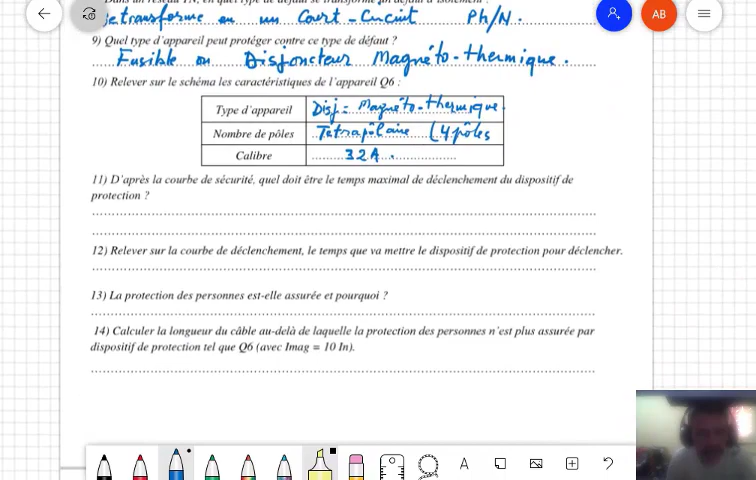 Dans un réseau TN, en quel type de défaut se transforme
transforme en un Court-Circuit Ph/N.
9) Quel type d'appareil peut protéger contre ce type de défaut ?
Fusible ou Disjoncteur Magnéto-thermique.
10) Relever sur le schéma les caractéristiques de l'appareil Q6 :
Type d'appareil Disj= Magnéto-thermique.
Nombre de pôles Tétrapôlaire (4 pôles
Calibre 32A.
11) D'après la courbe de sécurité, quel doit être le temps maximal de déclenchement du dispositif de
protection ?
12) Relever sur la courbe de déclenchement, le temps que va mettre le dispositif de protection pour déclencher.
13) La protection des personnes est-elle assurée et pourquoi ?
14) Calculer la longueur du câble au-delà de laquelle la protection des personnes n'est plus assurée par
dispositif de protection tel que Q6 (avec Imag = 10 In).
AB
A